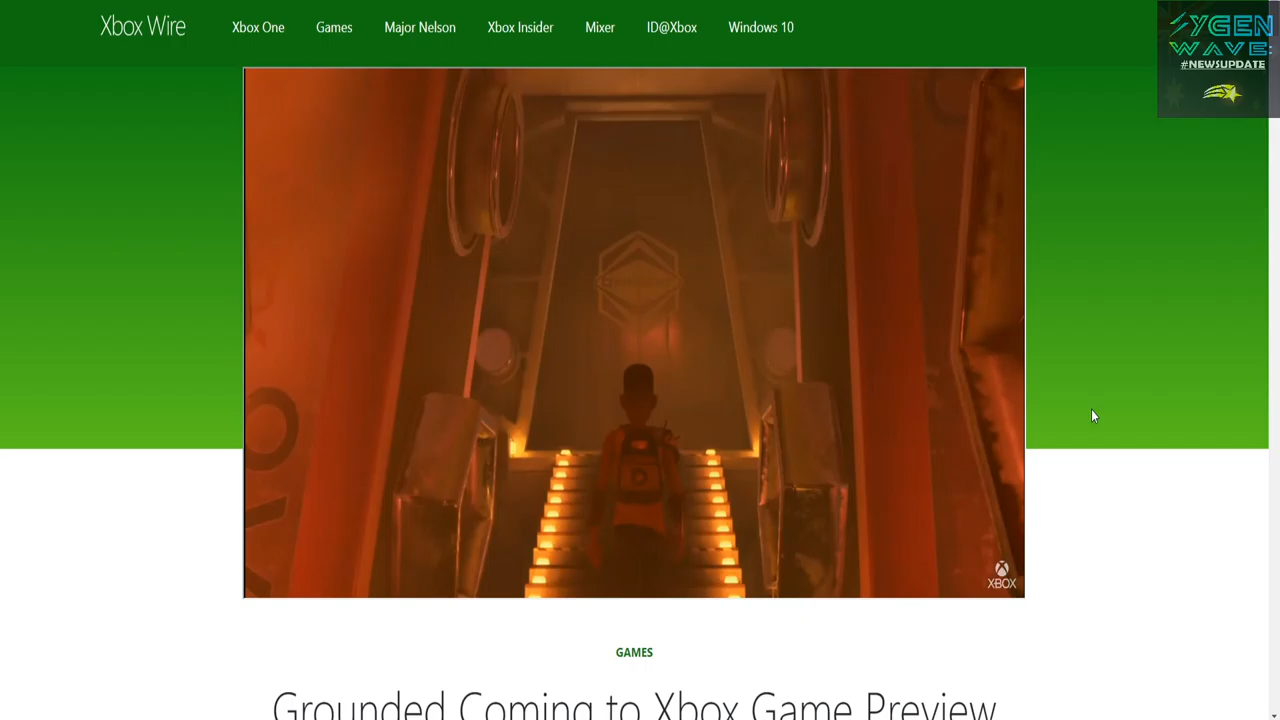 Xbox Wire
Xbox One
Games
Major Nelson
Xbox Insider
Mixer
ID@Xbox
Windows 10
SYGEN
WAVE:
#NEWSUPDATE
XBOX
GAMES
Grounded Coming to Xbox Game Preview